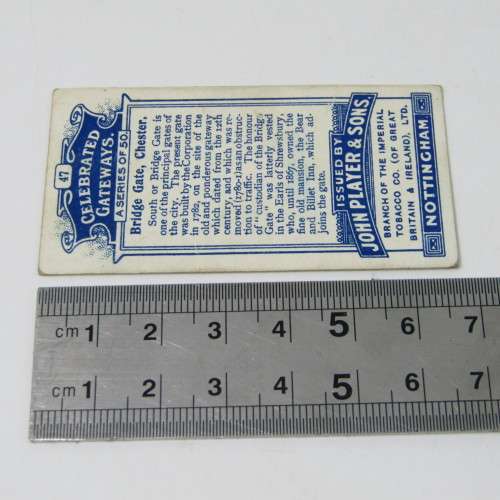 47
CELEBRATED
GATEWAYS.
A SERIES OF 50.
Bridge Gate, Chester.
South or Bridge Gate is
one of the principal gates of
the city. The present gate
was built by the Corporation
in 1782, on the site of the
old and ponderous gateway
which dated from the 12th
century, and which was re-
moved (1780-1) as an obstruc-
tion to traffic. The honour
of "custodian of the Bridge
Gate" was latterly vested
in the Earls of Shrewsbury,
who, until 1867, owned the
fine old mansion, the Bear
and Billet Inn, which ad-
joins the gate.
ISSUED BY
JOHN PLAYER & SONS.
BRANCH OF THE IMPERIAL
TOBACCO CO. (OF GREAT
BRITAIN & IRELAND), LTD.
NOTTINGHAM
cm 1 2 3 4 5 6 7
cm 1 2 3 4 5 6 7